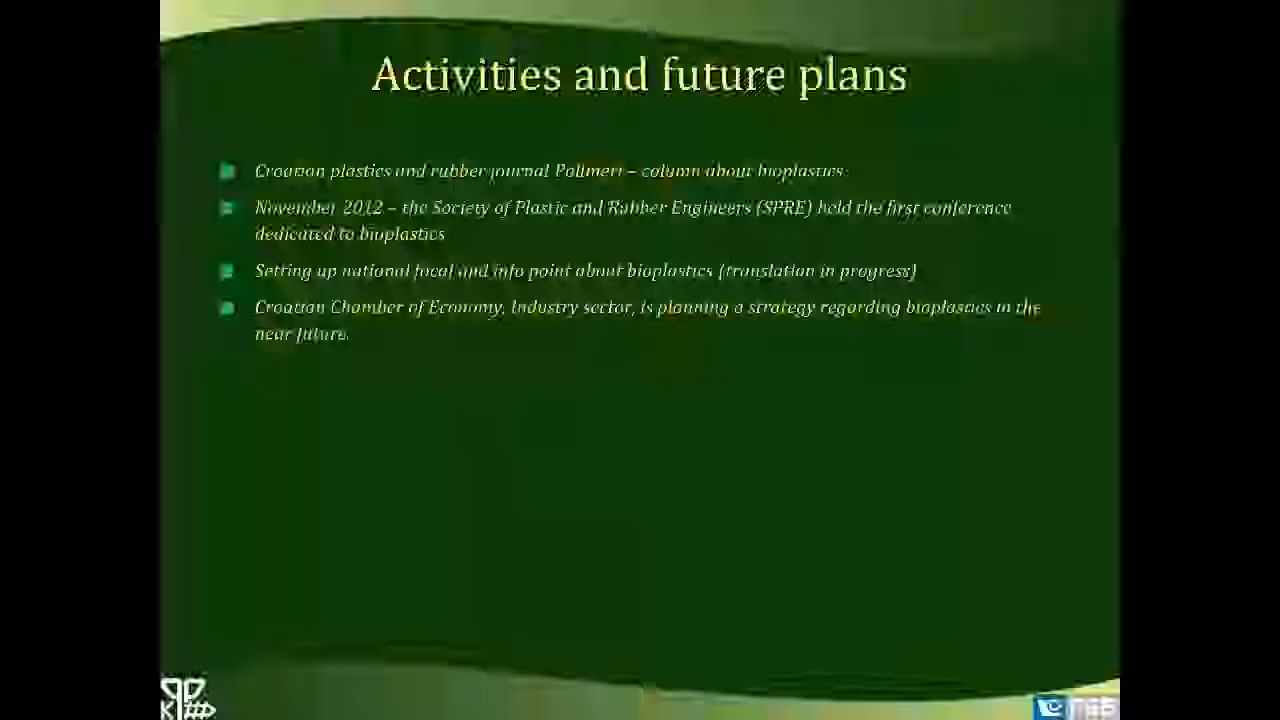 Activities and future plans
Croatian plastics and rubber journal Polimeri – column about bioplastics.
November 2012 – the Society of Plastic and Rubber Engineers (SPRE) held the first conference
dedicated to bioplastics
Setting up national focal and info point about bioplastics (translation in progress)
Croatian Chamber of Economy, Industry sector, is planning a strategy regarding bioplastics in the
near future.